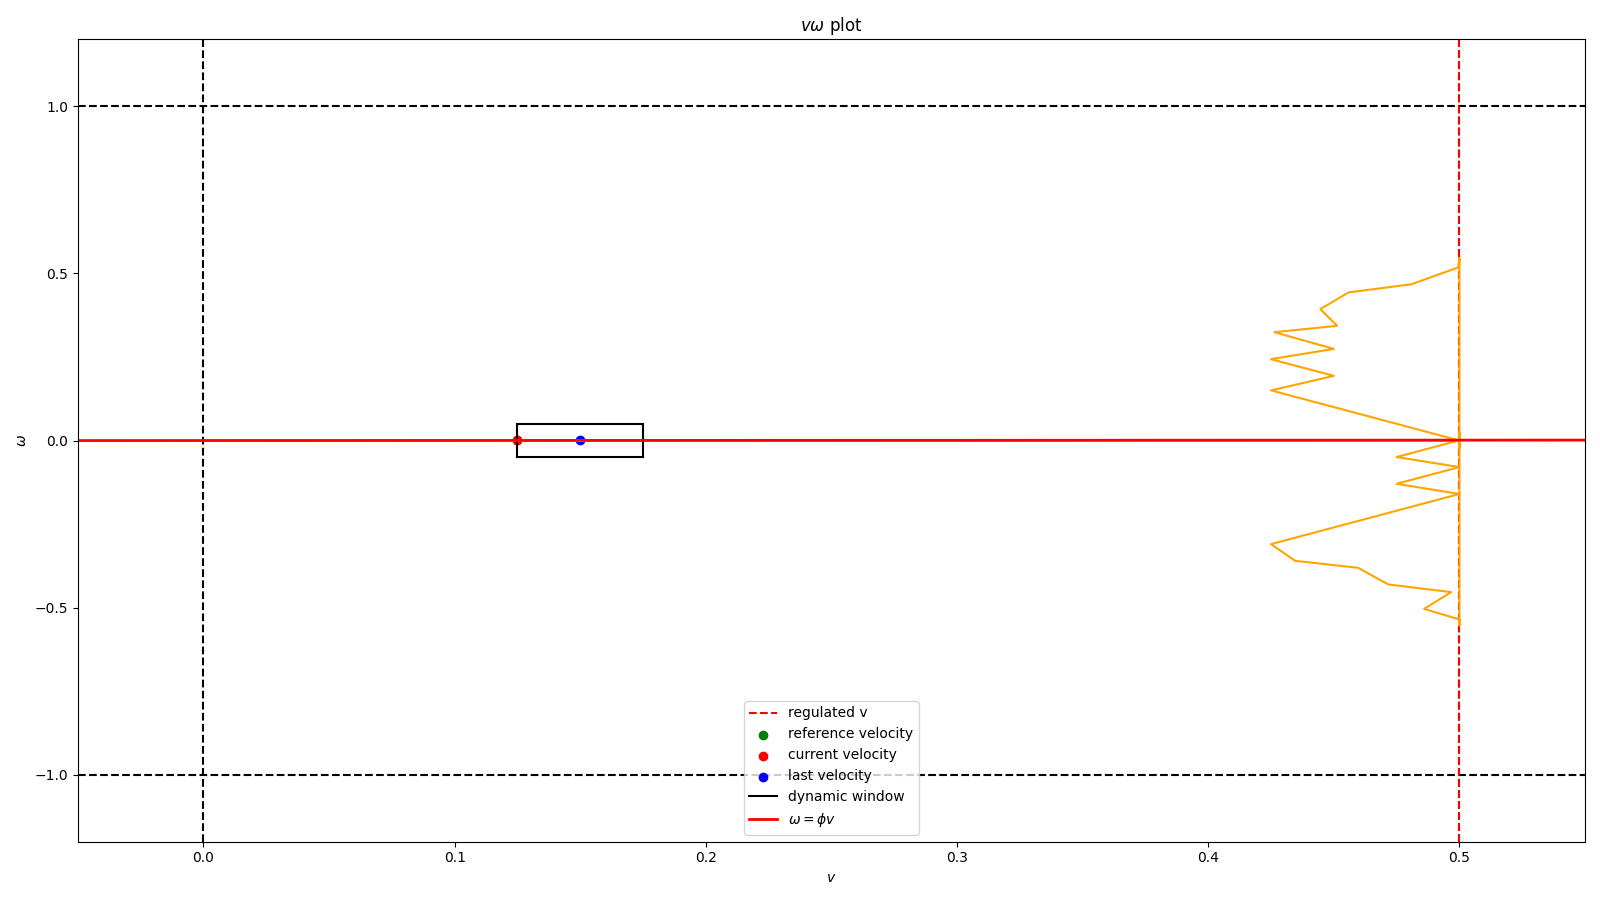 vω plot
1.0
0.5
0.0
−0.5
−1.0
ω
regulated v
reference velocity
current velocity
last velocity
dynamic window
ω = ϕv
0.0 0.1 0.2 0.3 0.4 0.5
v